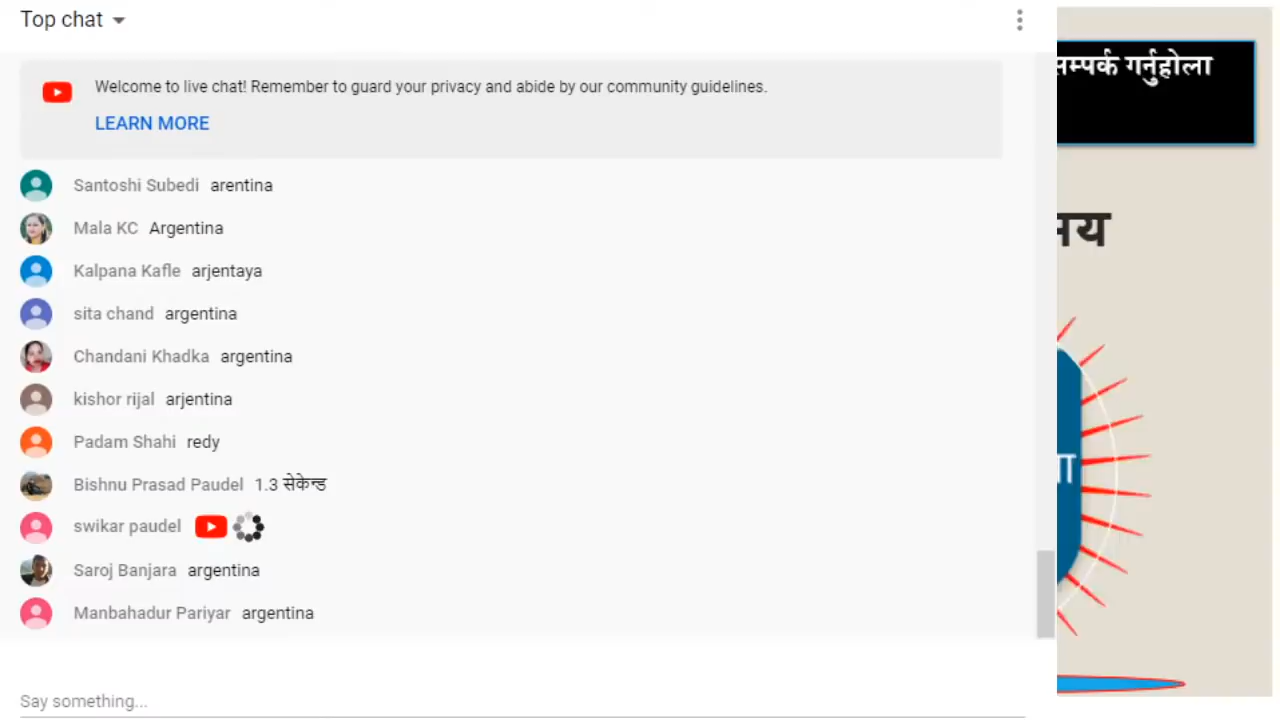 Top chat
सम्पर्क गर्नुहोला
Welcome to live chat! Remember to guard your privacy and abide by our community guidelines.
LEARN MORE
Santoshi Subedi arentina
Mala KC Argentina
Kalpana Kafle arjentaya
sita chand argentina
Chandani Khadka argentina
kishor rijal arjentina
Padam Shahi redy
Bishnu Prasad Paudel 1.3 सेकेन्ड
swikar paudel
Saroj Banjara argentina
Manbahadur Pariyar argentina
Say something...